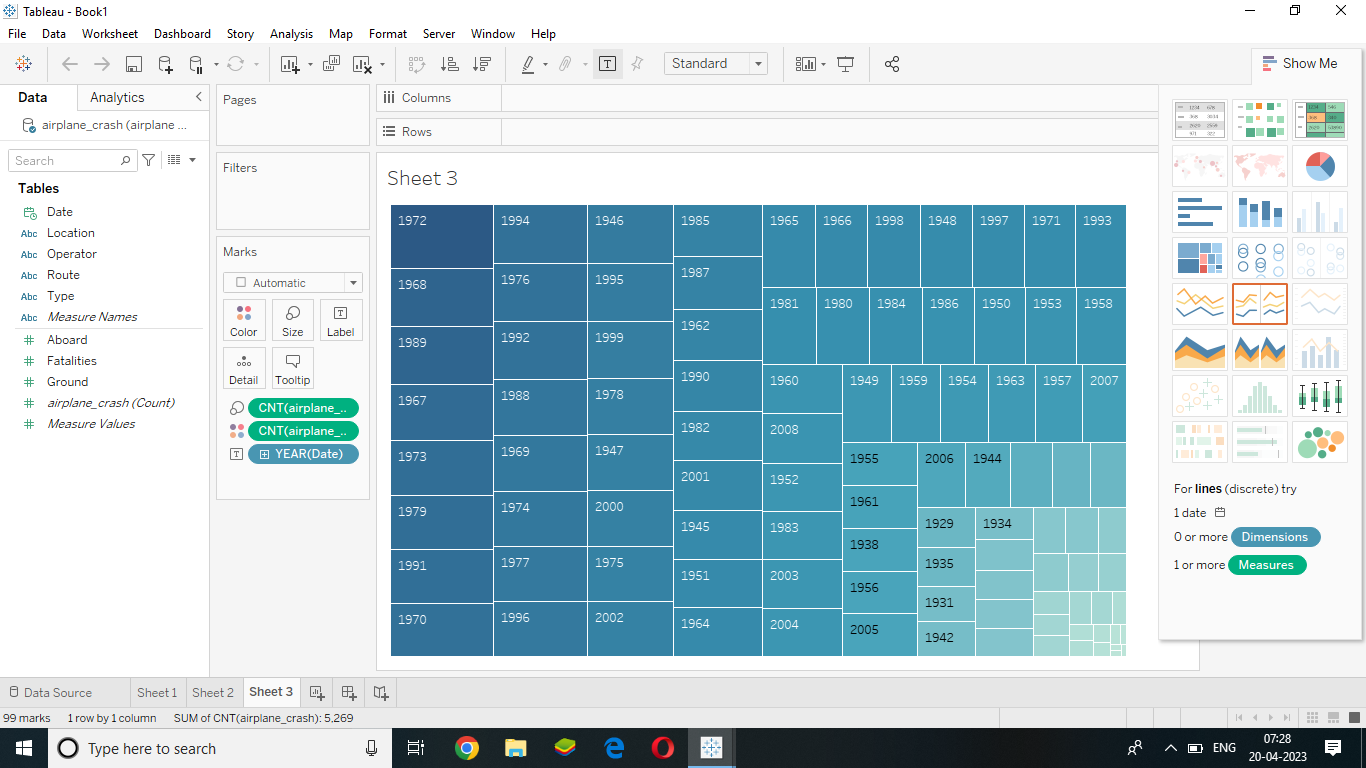 Tableau - Book1
File Data Worksheet Dashboard Story Analysis Map Format Server Window Help
Standard
Show Me
Data Analytics
airplane_crash (airplane ...
Search
Tables
Date
Abc Location
Abc Operator
Abc Route
Abc Type
Abc Measure Names
Aboard
Fatalities
Ground
airplane_crash (Count)
Measure Values
Pages
Filters
Marks
Automatic
Color Size Label
Detail Tooltip
CNT(airplane_..
CNT(airplane_..
YEAR(Date)
Columns
Rows
Sheet 3
1972
1968
1989
1967
1973
1979
1991
1970
1994
1976
1992
1988
1969
1974
1977
1996
1946
1995
1999
1978
1947
2000
1975
2002
1985
1987
1962
1990
1982
2001
1945
1951
1964
1965 1966 1998 1948 1997 1971 1993
1981 1980 1984 1986 1950 1953 1958
1960
2008
1952
1983
2003
2004
1949 1959 1954 1963 1957 2007
1955
1961
1938
1956
2005
2006 1944
1929 1934
1935
1931
1942
For lines (discrete) try
1 date
0 or more Dimensions
1 or more Measures
Data Source Sheet 1 Sheet 2 Sheet 3
99 marks 1 row by 1 column SUM of CNT(airplane_crash): 5,269
Type here to search
ENG
07:28
20-04-2023